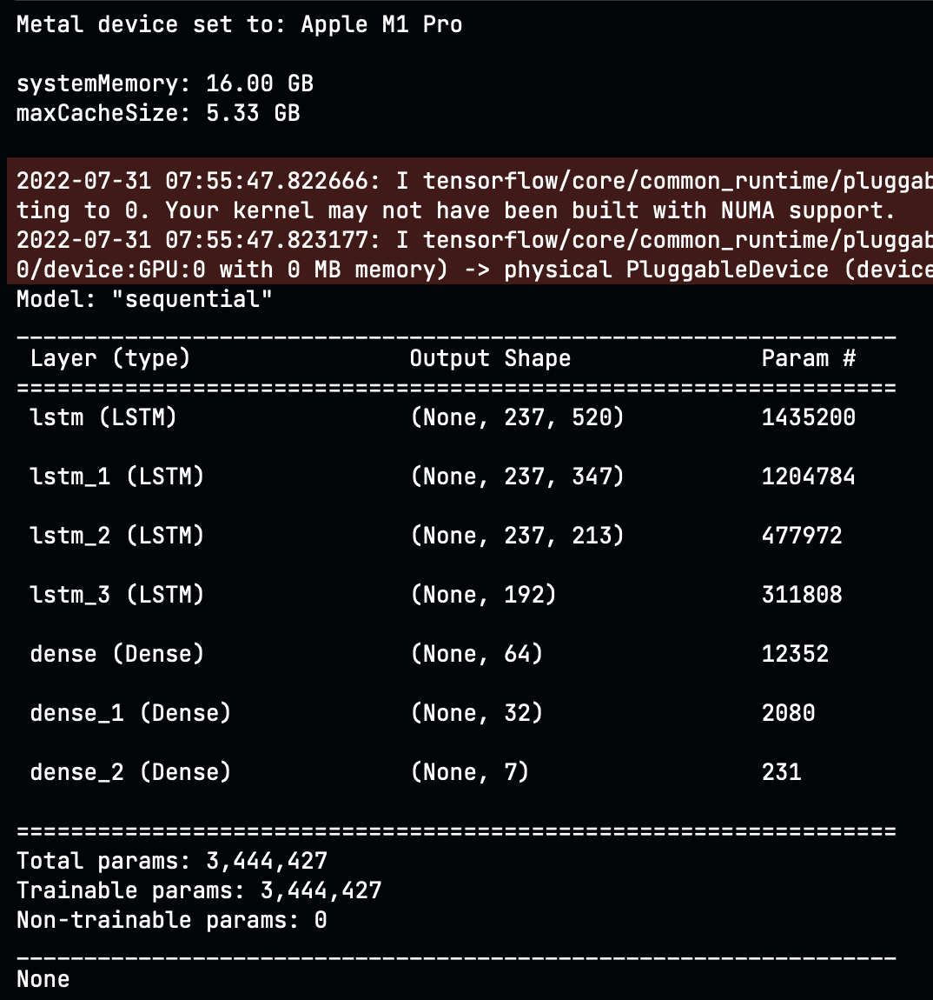 Metal device set to: Apple M1 Pro
systemMemory: 16.00 GB
maxCacheSize: 5.33 GB
2022-07-31 07:55:47.822666: I tensorflow/core/common_runtime/pluggab
ting to 0. Your kernel may not have been built with NUMA support.
2022-07-31 07:55:47.823177: I tensorflow/core/common_runtime/pluggab
0/device:GPU:0 with 0 MB memory) -> physical PluggableDevice (device
Model: "sequential"
_________________________________________________________________
Layer (type) Output Shape Param #
=================================================================
lstm (LSTM) (None, 237, 520) 1435200
lstm_1 (LSTM) (None, 237, 347) 1204784
lstm_2 (LSTM) (None, 237, 213) 477972
lstm_3 (LSTM) (None, 192) 311808
dense (Dense) (None, 64) 12352
dense_1 (Dense) (None, 32) 2080
dense_2 (Dense) (None, 7) 231
=================================================================
Total params: 3,444,427
Trainable params: 3,444,427
Non-trainable params: 0
_________________________________________________________________
None